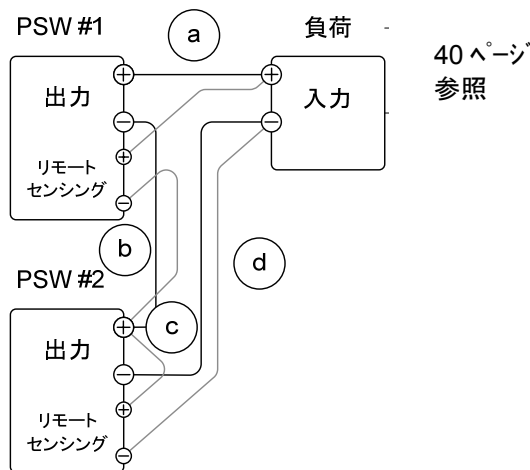 PSW #1
a
負荷
40 ページ
参照
+
出力
−
+
リモート
センシング
−
+
入力
−
b
d
PSW #2
c
+
出力
−
+
リモート
センシング
−